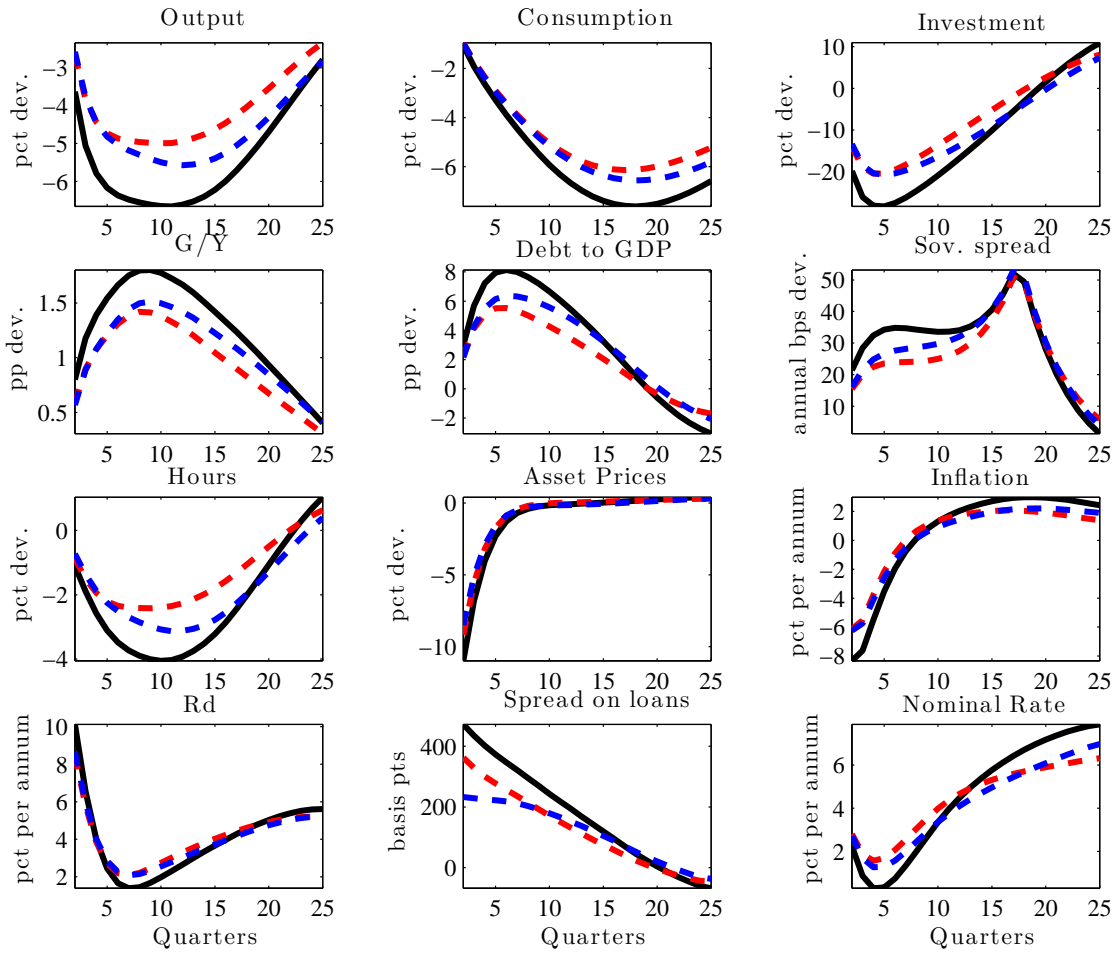 Output
Consumption
Investment
pct dev.
−3
−4
−5
−6
5 10 15 20 25
pct dev.
−2
−4
−6
5 10 15 20 25
pct dev.
10
0
−10
−20
5 10 15 20 25
G/Y
Debt to GDP
Sov. spread
pp dev.
1.5
1
0.5
5 10 15 20 25
pp dev.
8
6
4
2
0
−2
5 10 15 20 25
annual bps dev.
50
40
30
20
10
5 10 15 20 25
Hours
Asset Prices
Inflation
pct dev.
0
−2
−4
5 10 15 20 25
pct dev.
0
−5
−10
5 10 15 20 25
pct per annum
2
0
−2
−4
−6
−8
5 10 15 20 25
Rd
Spread on loans
Nominal Rate
pct per annum
10
8
6
4
2
5 10 15 20 25
Quarters
basis pts
400
200
0
5 10 15 20 25
Quarters
pct per annum
6
4
2
5 10 15 20 25
Quarters